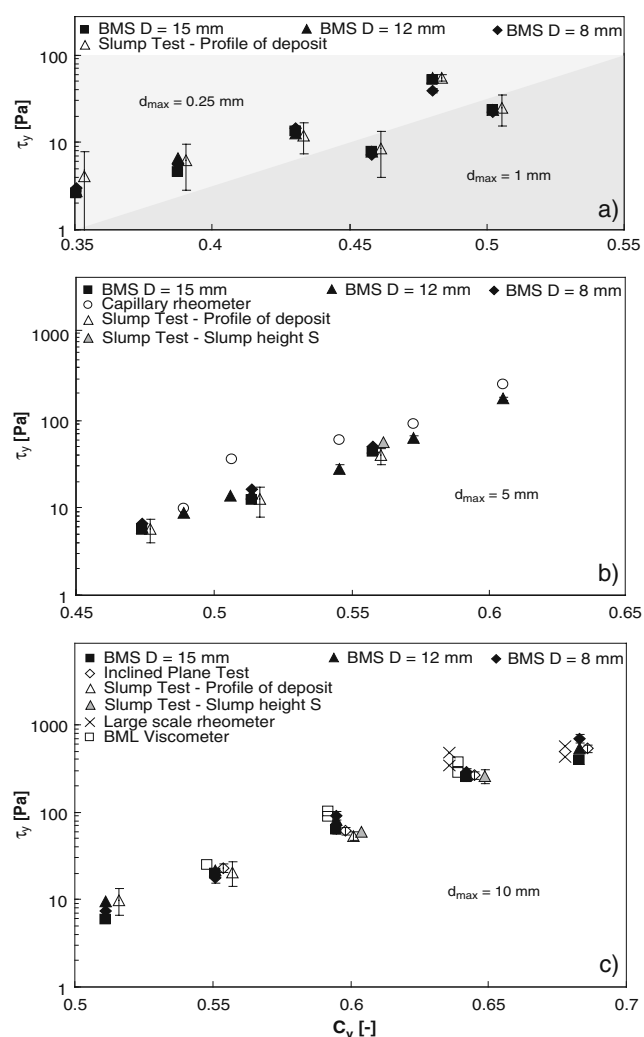 ■ BMS D = 15 mm ▲ BMS D = 12 mm ◆ BMS D = 8 mm
△ Slump Test - Profile of deposit
100
10
1
τy [Pa]
dmax = 0.25 mm
dmax = 1 mm
a)
0.35 0.4 0.45 0.5 0.55
■ BMS D = 15 mm ▲ BMS D = 12 mm ◆ BMS D = 8 mm
○ Capillary rheometer
△ Slump Test - Profile of deposit
▲ Slump Test - Slump height S
1000
100
10
1
τy [Pa]
dmax = 5 mm
b)
0.45 0.5 0.55 0.6 0.65
■ BMS D = 15 mm ▲ BMS D = 12 mm ◆ BMS D = 8 mm
◇ Inclined Plane Test
△ Slump Test - Profile of deposit
▲ Slump Test - Slump height S
× Large scale rheometer
□ BML Viscometer
1000
100
10
1
τy [Pa]
dmax = 10 mm
c)
0.5 0.55 0.6 0.65 0.7
Cv [-]